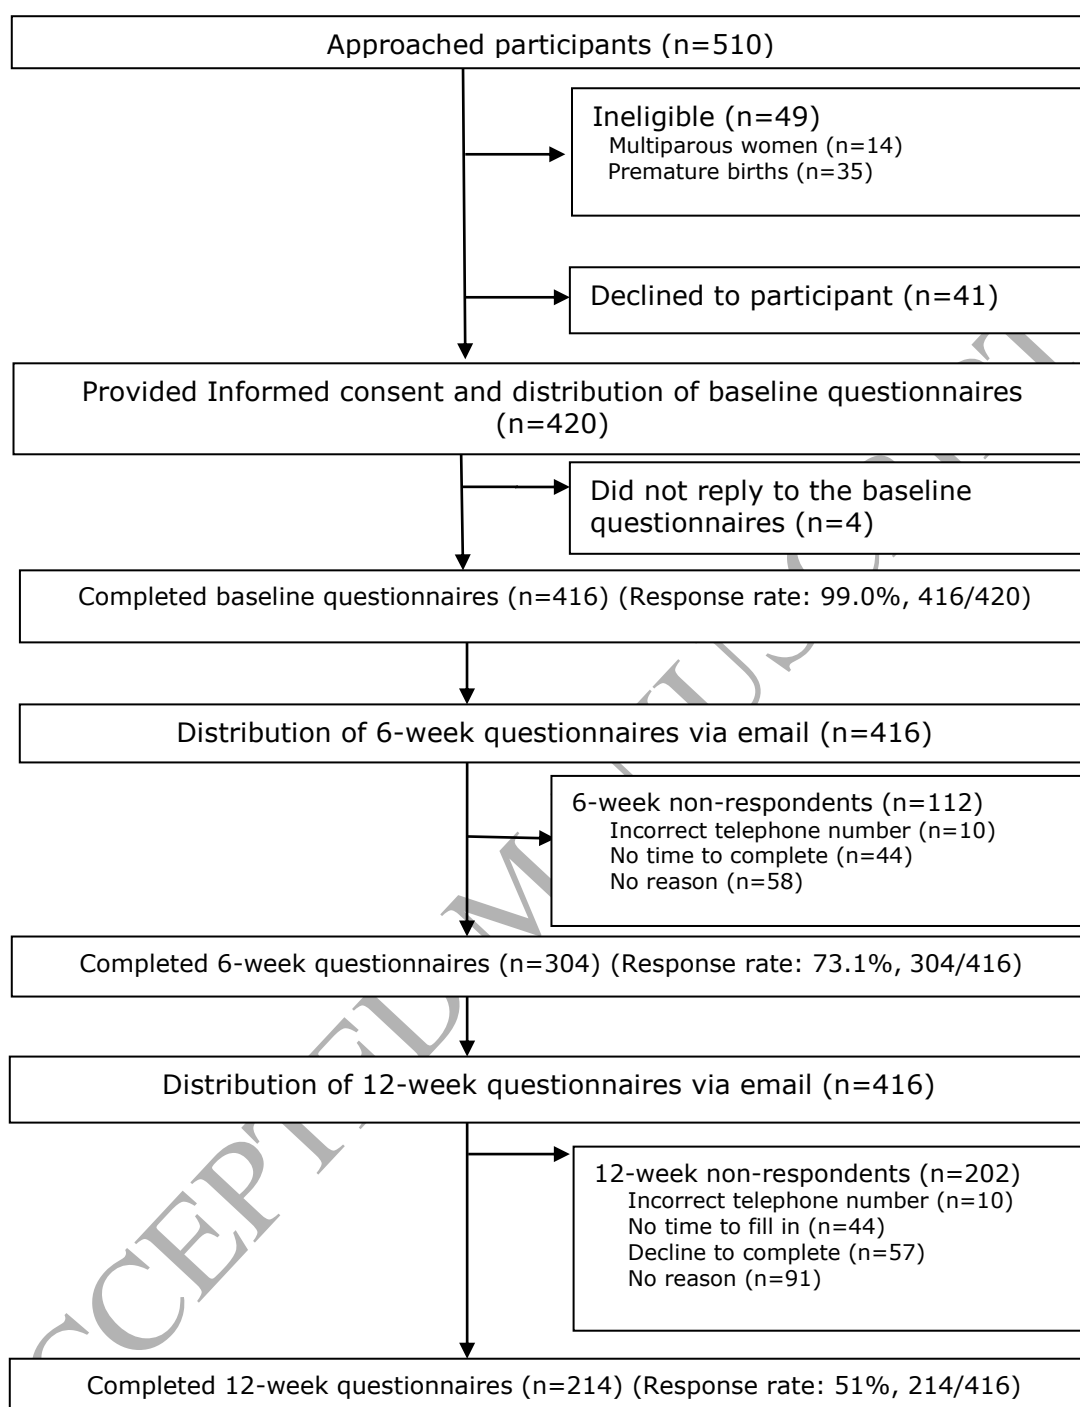 Approached participants (n=510)
Ineligible (n=49)
Multiparous women (n=14)
Premature births (n=35)
Declined to participant (n=41)
Provided Informed consent and distribution of baseline questionnaires
(n=420)
Did not reply to the baseline
questionnaires (n=4)
Completed baseline questionnaires (n=416) (Response rate: 99.0%, 416/420)
Distribution of 6-week questionnaires via email (n=416)
6-week non-respondents (n=112)
Incorrect telephone number (n=10)
No time to complete (n=44)
No reason (n=58)
Completed 6-week questionnaires (n=304) (Response rate: 73.1%, 304/416)
Distribution of 12-week questionnaires via email (n=416)
12-week non-respondents (n=202)
Incorrect telephone number (n=10)
No time to fill in (n=44)
Decline to complete (n=57)
No reason (n=91)
Completed 12-week questionnaires (n=214) (Response rate: 51%, 214/416)